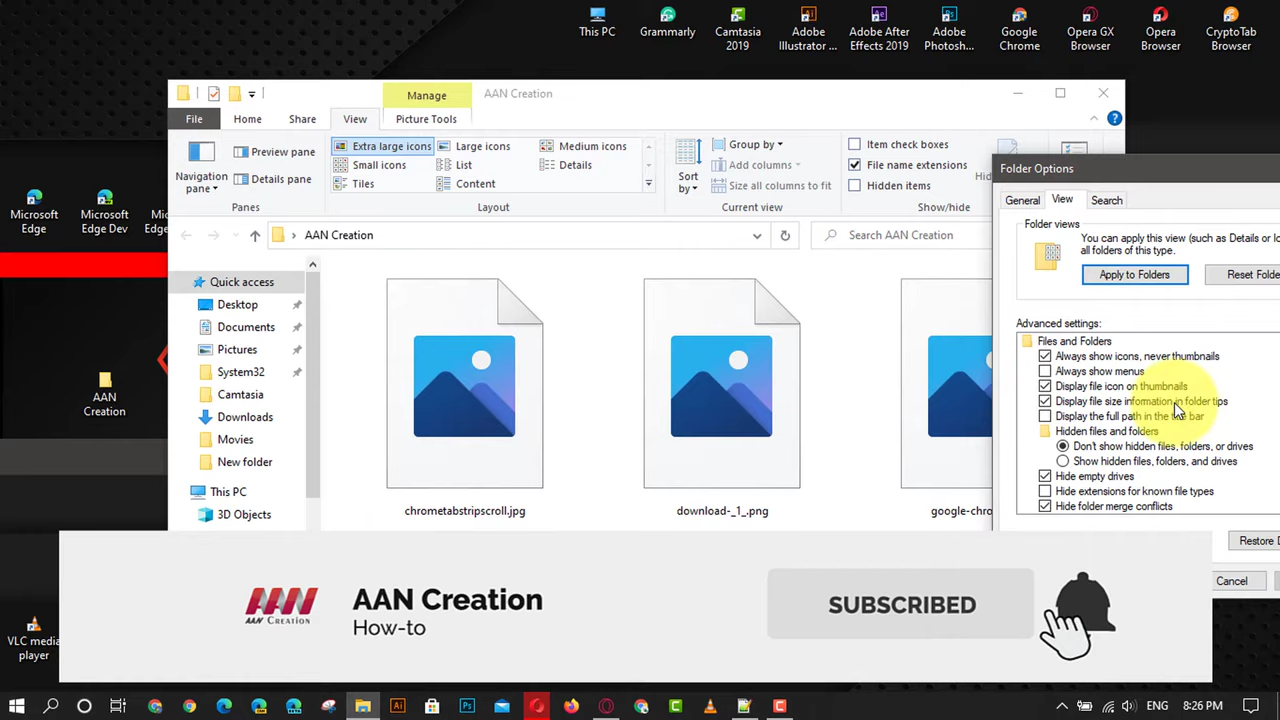 This PC
Grammarly
Camtasia 2019
Adobe Illustrator ...
Adobe After Effects 2019
Adobe Photosh...
Google Chrome
Opera GX Browser
Opera Browser
CryptoTab Browser
Manage
AAN Creation
File
Home
Share
View
Picture Tools
Navigation pane
Preview pane
Details pane
Panes
Extra large icons
Large icons
Medium icons
Small icons
List
Details
Tiles
Content
Layout
Sort by
Group by
Add columns
Size all columns to fit
Current view
Item check boxes
File name extensions
Hidden items
Show/hide
AAN Creation
Search AAN Creation
Microsoft Edge
Microsoft Edge Dev
AAN Creation
VLC media player
Quick access
Desktop
Documents
Pictures
System32
Camtasia
Downloads
Movies
New folder
This PC
3D Objects
chrometabstripscroll.jpg
download-_1_.png
google-chro
Folder Options
General
View
Search
Folder views
You can apply this view (such as Details or Ico
all folders of this type.
Apply to Folders
Reset Folde
Advanced settings:
Files and Folders
Always show icons, never thumbnails
Always show menus
Display file icon on thumbnails
Display file size information in folder tips
Display the full path in the title bar
Hidden files and folders
Don't show hidden files, folders, or drives
Show hidden files, folders, and drives
Hide empty drives
Hide extensions for known file types
Hide folder merge conflicts
Restore D
Cancel
AAN CREATION
AAN Creation
How-to
SUBSCRIBED
ENG
8:26 PM